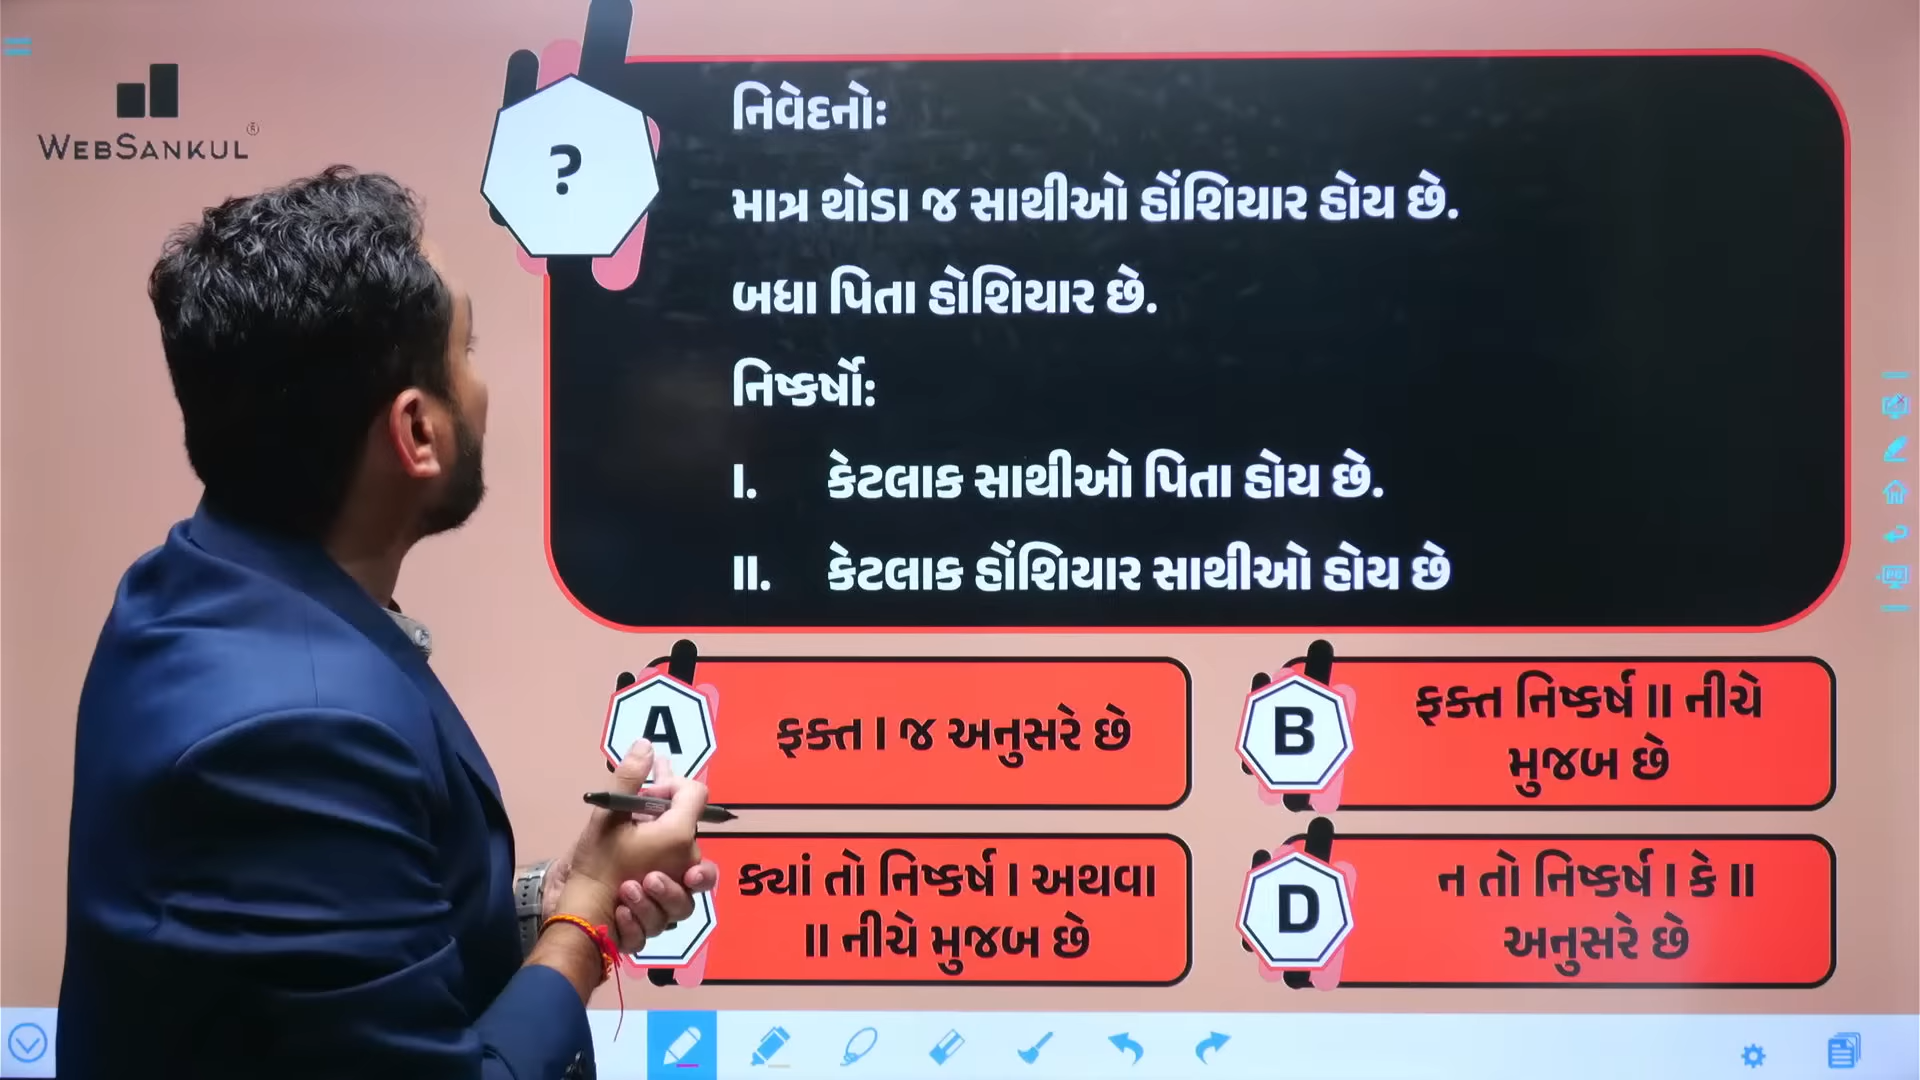 WEBSANKUL®
?
નિવેદનોઃ
માત્ર થોડા જ સાથીઓ હોંશિયાર હોય છે.
બધા પિતા હોશિયાર છે.
નિષ્કર્ષોઃ
I. કેટલાક સાથીઓ પિતા હોય છે.
II. કેટલાક હોંશિયાર સાથીઓ હોય છે
A ફક્ત I જ અનુસરે છે
B ફક્ત નિષ્કર્ષ II નીચે
મુજબ છે
ક્યાં તો નિષ્કર્ષ I અથવા
II નીચે મુજબ છે
D ન તો નિષ્કર્ષ I કે II
અનુસરે છે